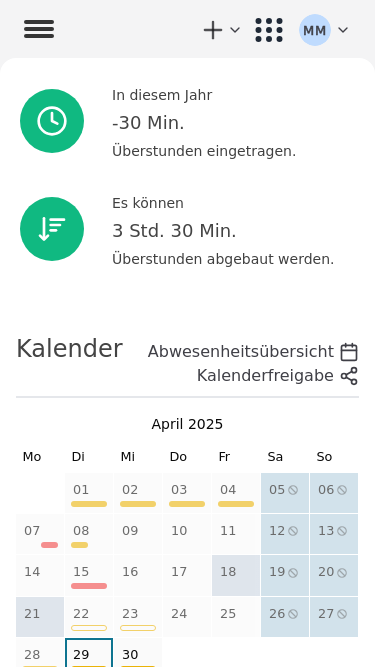 MM
In diesem Jahr
-30 Min.
Überstunden eingetragen.
Es können
3 Std. 30 Min.
Überstunden abgebaut werden.
Kalender
Abwesenheitsübersicht
Kalenderfreigabe
April 2025
Mo Di Mi Do Fr Sa So
01 02 03 04 05 06
07 08 09 10 11 12 13
14 15 16 17 18 19 20
21 22 23 24 25 26 27
28 29 30